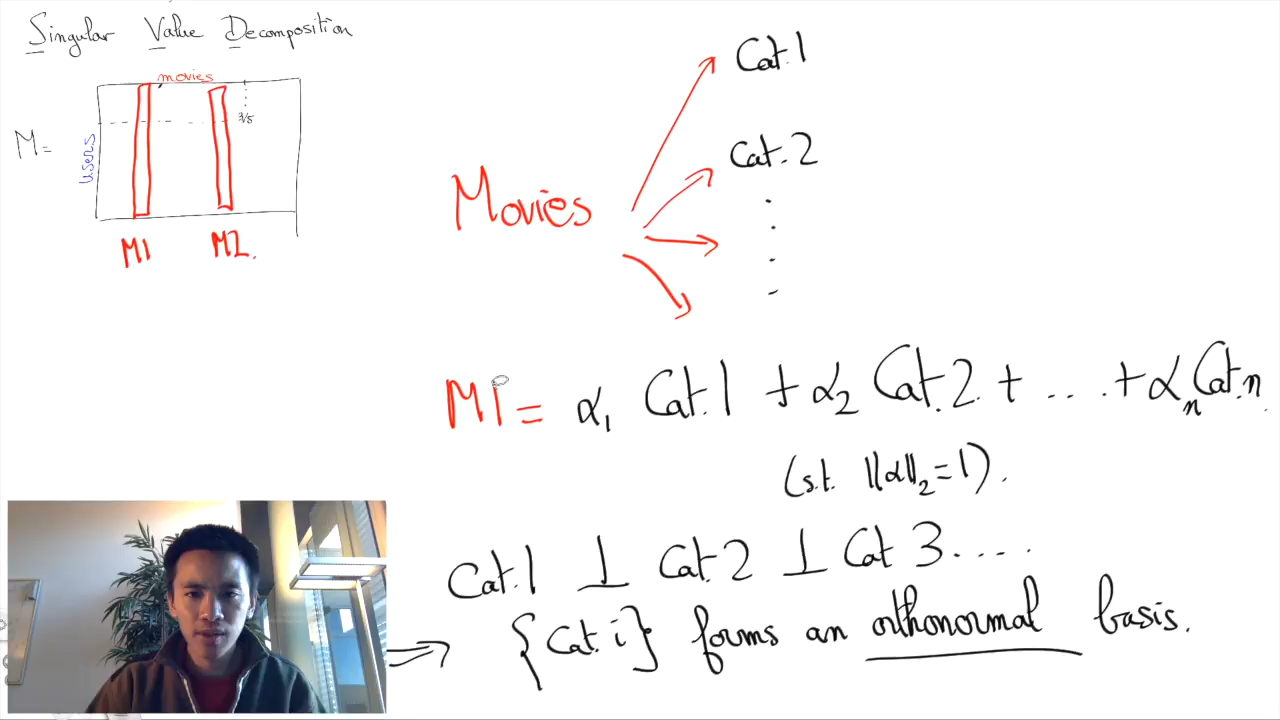 Singular Value Decomposition
movies
M=
users
3/5
M1 M2.
Cat.1
Cat.2
Movies
M1 = α₁ Cat.1 + α₂ Cat.2 + ... + αₙ Cat.n
(s.t. ||α||₂=1).
Cat.1 ⊥ Cat.2 ⊥ Cat 3....
{Cat.i} forms an orthonormal basis.